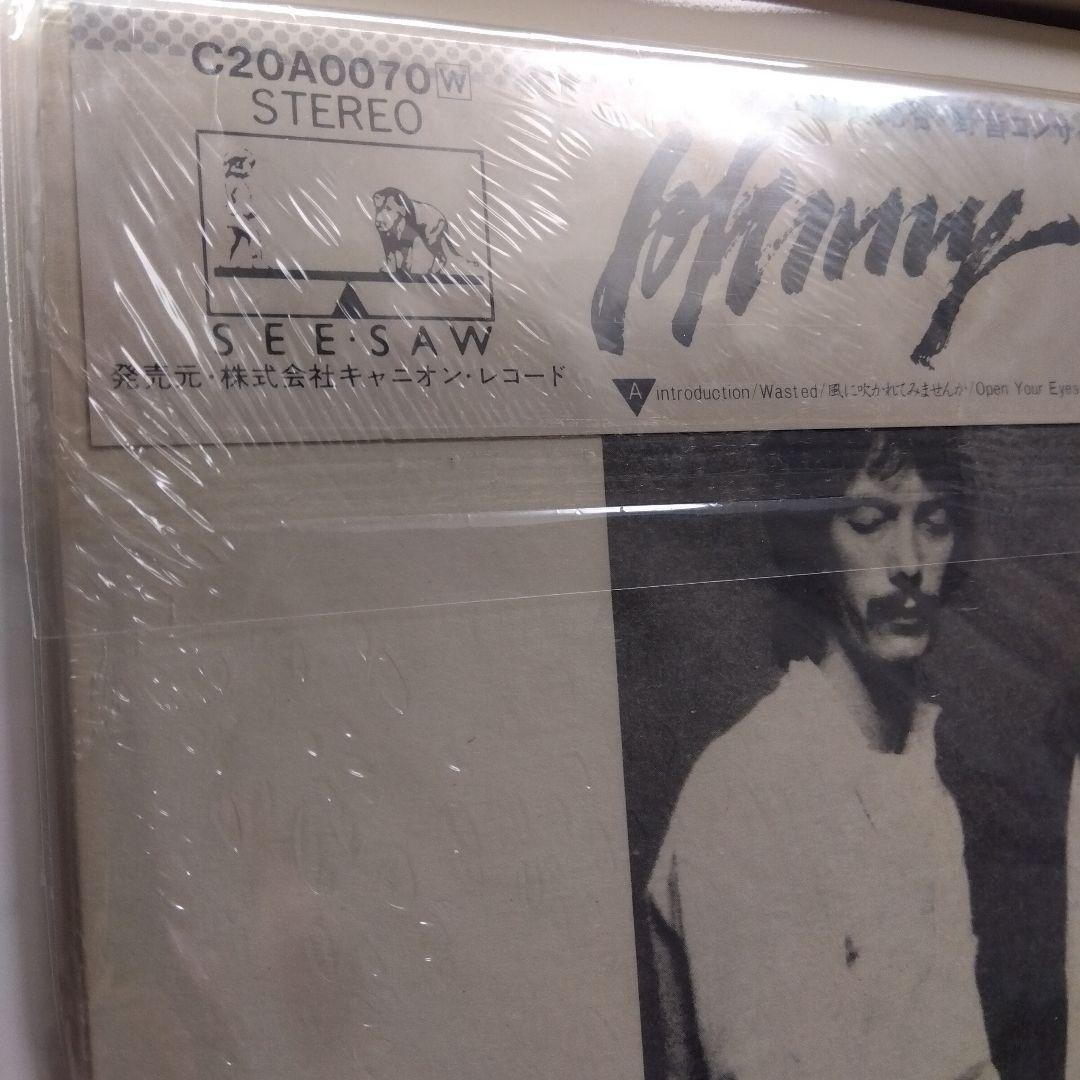 C20A0070 W
STEREO
SEE·SAW
発売元・株式会社キャニオン・レコード
Johnny
A introduction/Wasted/風に吹かれてみませんか/Open Your Eyes